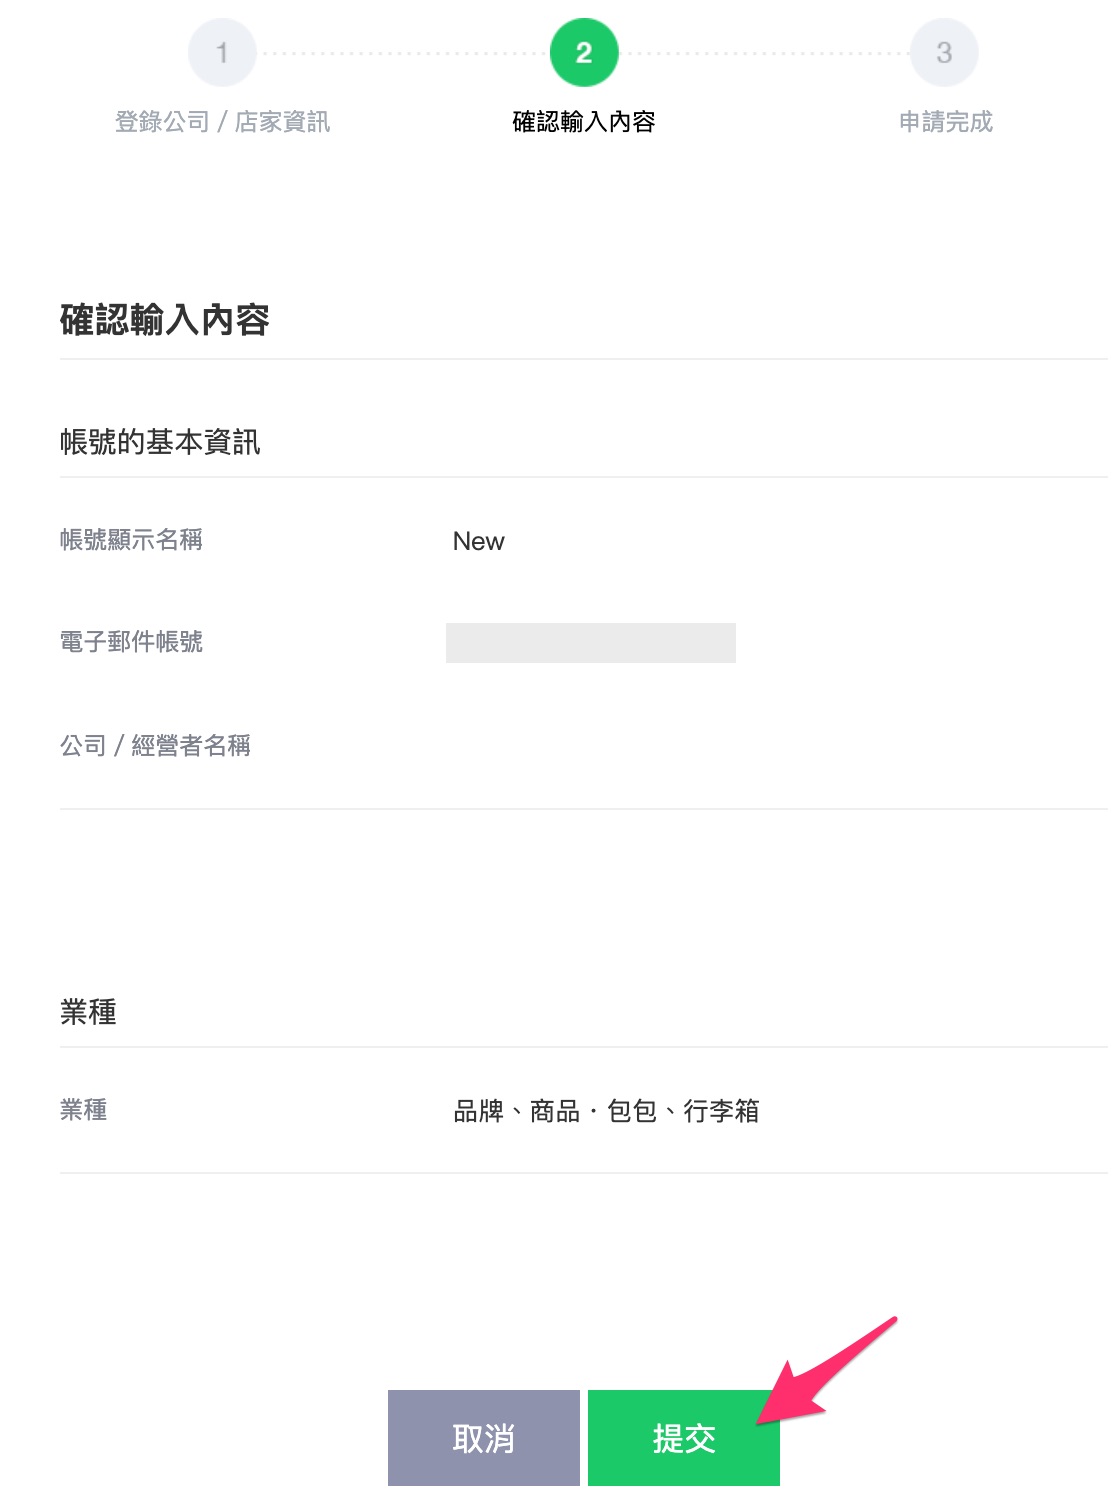 1
2
3
登錄公司 / 店家資訊
確認輸入內容
申請完成
確認輸入內容
帳號的基本資訊
帳號顯示名稱
New
電子郵件帳號
公司 / 經營者名稱
業種
業種
品牌、商品・包包、行李箱
取消
提交